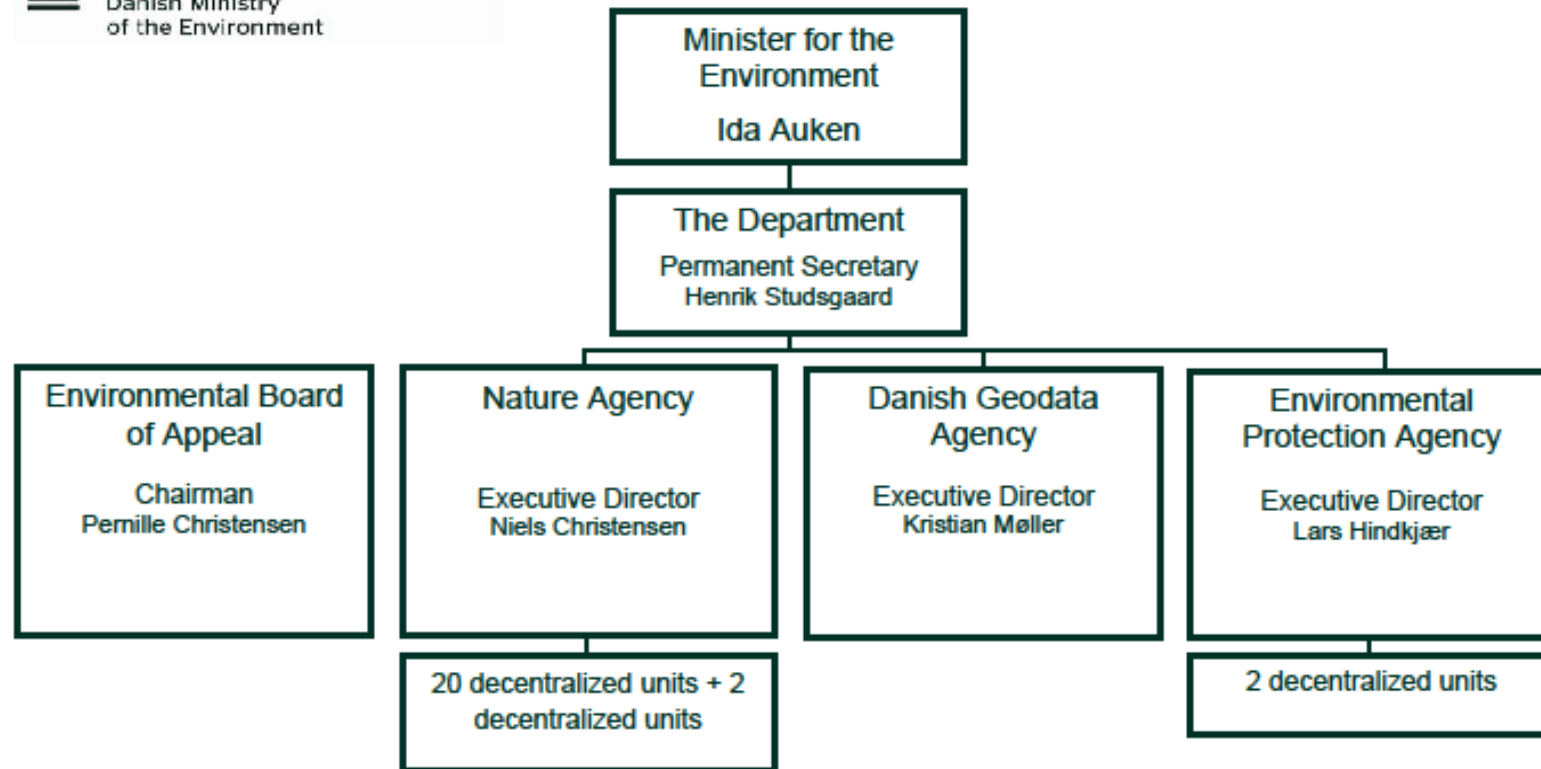 Danish Ministry
of the Environment
Minister for the
Environment
Ida Auken
The Department
Permanent Secretary
Henrik Studsgaard
Environmental Board
of Appeal
Chairman
Pernille Christensen
Nature Agency
Executive Director
Niels Christensen
Danish Geodata
Agency
Executive Director
Kristian Møller
Environmental
Protection Agency
Executive Director
Lars Hindkjær
20 decentralized units + 2
decentralized units
2 decentralized units